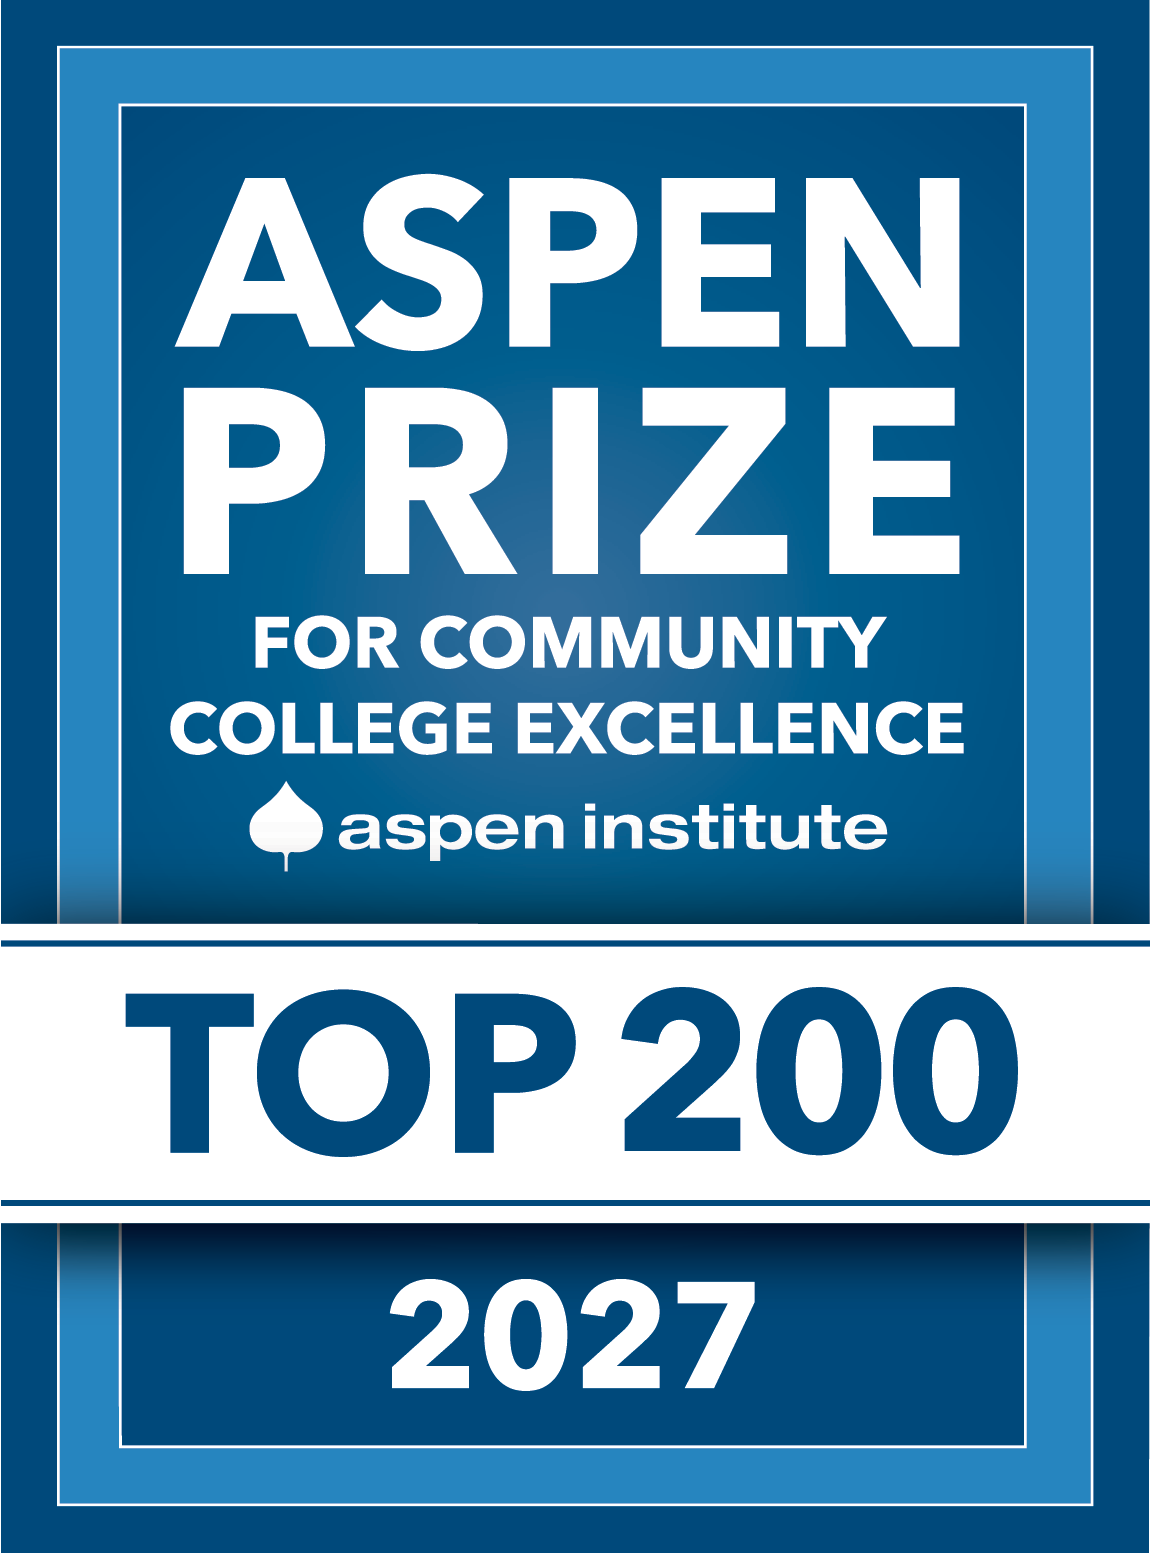 ASPEN
PRIZE
FOR COMMUNITY
COLLEGE EXCELLENCE
aspen institute
TOP 200
2027